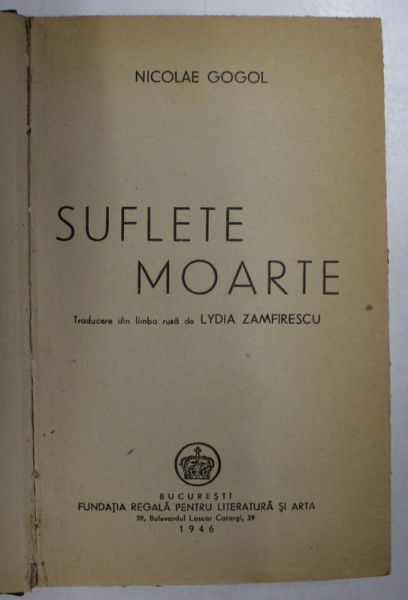 NICOLAE GOGOL
SUFLETE
MOARTE
Traducere din limba rusă de LYDIA ZAMFIRESCU
BUCUREȘTI
FUNDAȚIA REGALĂ PENTRU LITERATURĂ ȘI ARTA
39, Bulevardul Lascar Catargi, 39
1946